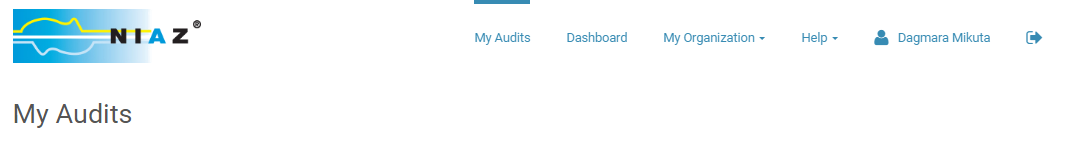 NIAZ®
My Audits
Dashboard
My Organization
Help
Dagmara Mikuta
My Audits